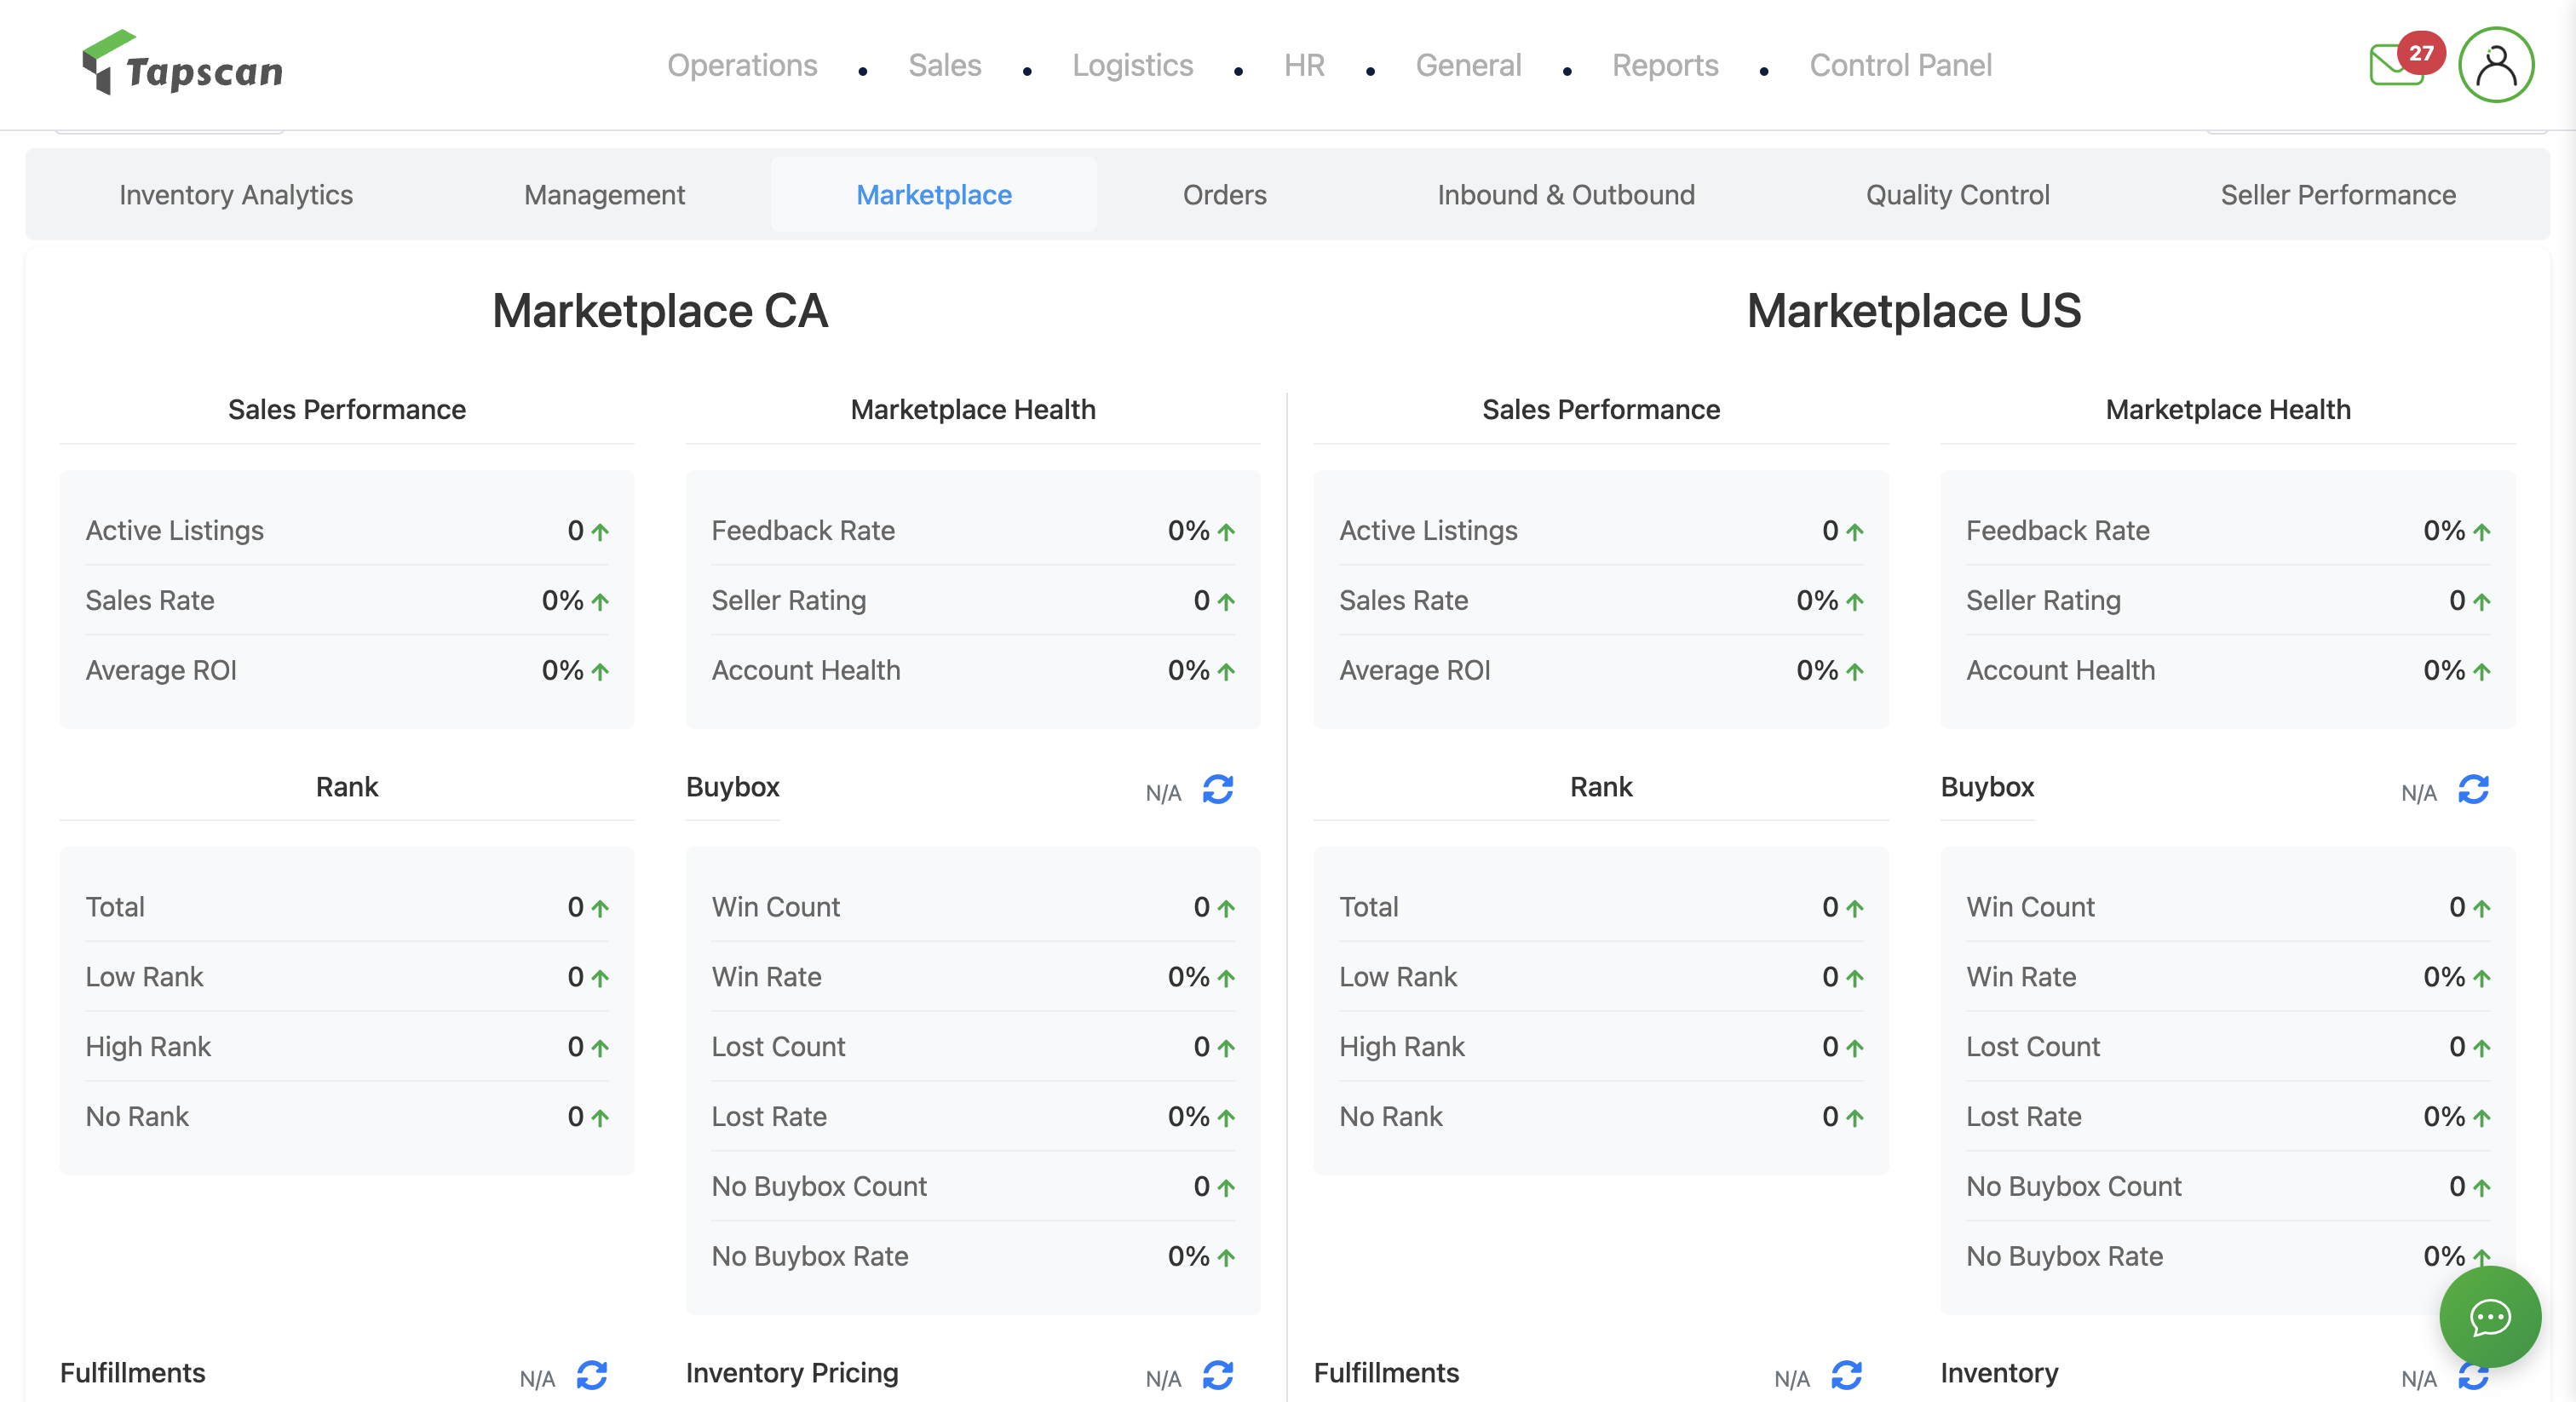 Tapscan
Operations • Sales • Logistics • HR • General • Reports • Control Panel
27
Inventory Analytics Management Marketplace Orders Inbound & Outbound Quality Control Seller Performance
Marketplace CA
Sales Performance
Active Listings 0
Sales Rate 0%
Average ROI 0%
Marketplace Health
Feedback Rate 0%
Seller Rating 0
Account Health 0%
Rank
Total 0
Low Rank 0
High Rank 0
No Rank 0
Buybox N/A
Win Count 0
Win Rate 0%
Lost Count 0
Lost Rate 0%
No Buybox Count 0
No Buybox Rate 0%
Fulfillments N/A
Inventory Pricing N/A
Marketplace US
Sales Performance
Active Listings 0
Sales Rate 0%
Average ROI 0%
Marketplace Health
Feedback Rate 0%
Seller Rating 0
Account Health 0%
Rank
Total 0
Low Rank 0
High Rank 0
No Rank 0
Buybox N/A
Win Count 0
Win Rate 0%
Lost Count 0
Lost Rate 0%
No Buybox Count 0
No Buybox Rate 0%
Fulfillments N/A
Inventory N/A